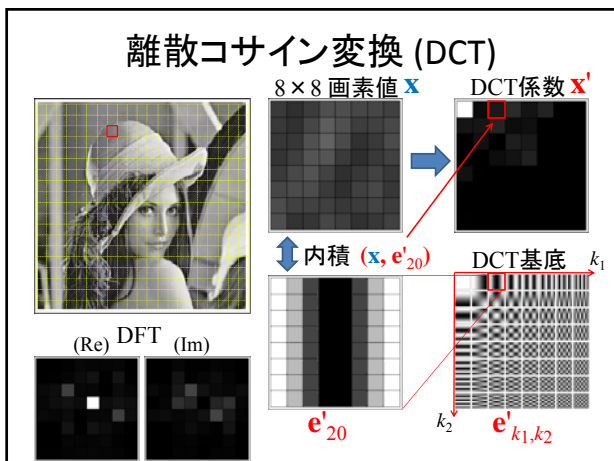 離散コサイン変換 (DCT)
8×8 画素値 x
DCT係数 x'
内積 (x, e'20)
DCT基底
k1
k2
DFT
(Re)
(Im)
e'20
e'k1,k2